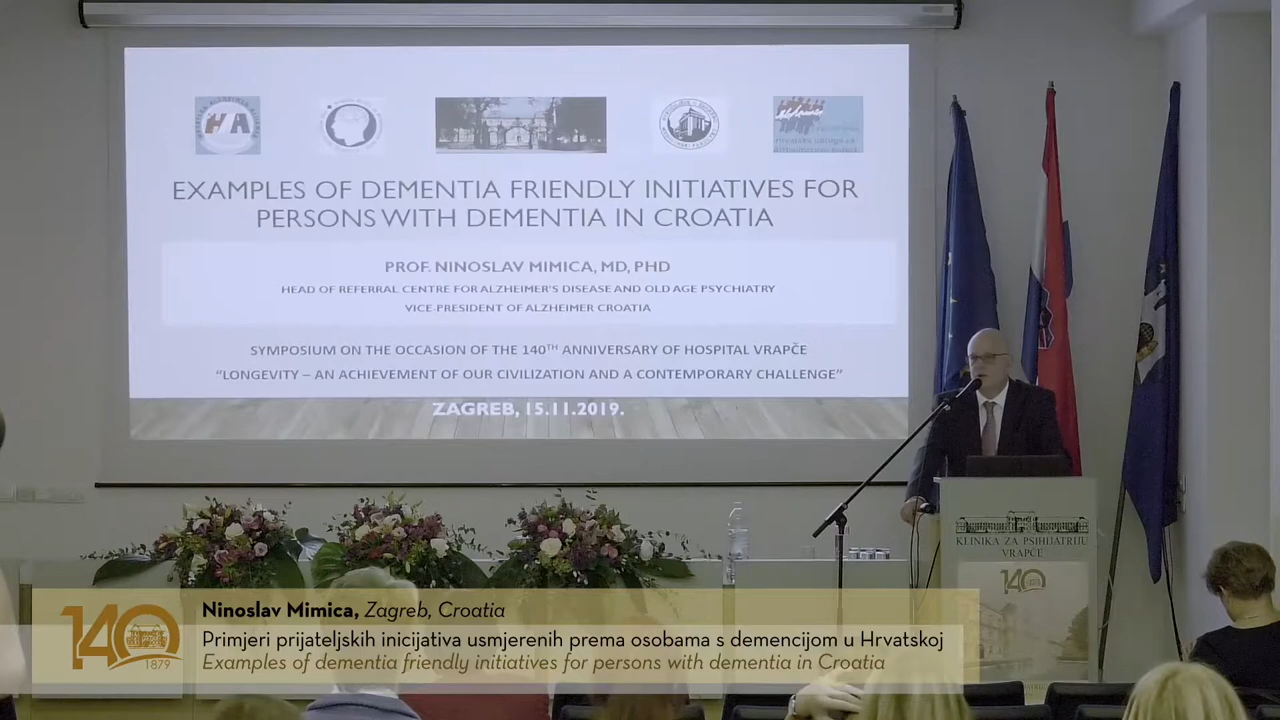 HA
EXAMPLES OF DEMENTIA FRIENDLY INITIATIVES FOR
PERSONS WITH DEMENTIA IN CROATIA
PROF. NINOSLAV MIMICA, MD, PHD
HEAD OF REFERRAL CENTRE FOR ALZHEIMER'S DISEASE AND OLD AGE PSYCHIATRY
VICE-PRESIDENT OF ALZHEIMER CROATIA
SYMPOSIUM ON THE OCCASION OF THE 140TH ANNIVERSARY OF HOSPITAL VRAPČE
"LONGEVITY – AN ACHIEVEMENT OF OUR CIVILIZATION AND A CONTEMPORARY CHALLENGE"
ZAGREB, 15.11.2019.
KLINIKA ZA PSIHIJATRIJU
VRAPČE
140
140
1879
Ninoslav Mimica, Zagreb, Croatia
Primjeri prijateljskih inicijativa usmjerenih prema osobama s demencijom u Hrvatskoj
Examples of dementia friendly initiatives for persons with dementia in Croatia